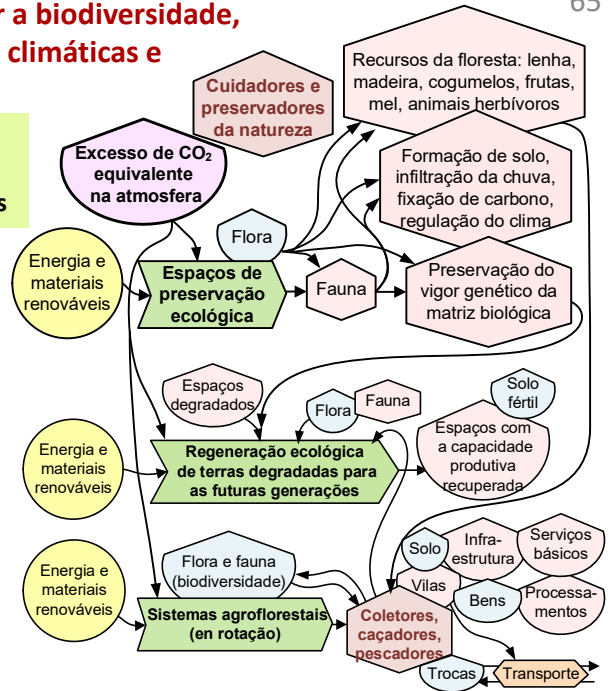 r a biodiversidade,
climáticas e
65
s
Cuidadores e
preservadores
da natureza
Recursos da floresta: lenha,
madeira, cogumelos, frutas,
mel, animais herbívoros
Excesso de CO₂
equivalente
na atmosfera
Formação de solo,
infiltração da chuva,
fixação de carbono,
regulação do clima
Flora
Energia e
materiais
renováveis
Espaços de
preservação
ecológica
Fauna
Preservação do
vigor genético da
matriz biológica
Espaços
degradados
Flora
Fauna
Solo
fértil
Energia e
materiais
renováveis
Regeneração ecológica
de terras degradadas para
as futuras generações
Espaços com
a capacidade
produtiva
recuperada
Energia e
materiais
renováveis
Flora e fauna
(biodiversidade)
Sistemas agroflorestais
(en rotação)
Coletores,
caçadores,
pescadores
Solo
Infra-
estrutura
Serviços
básicos
Vilas
Bens
Processa-
mentos
Trocas
Transporte